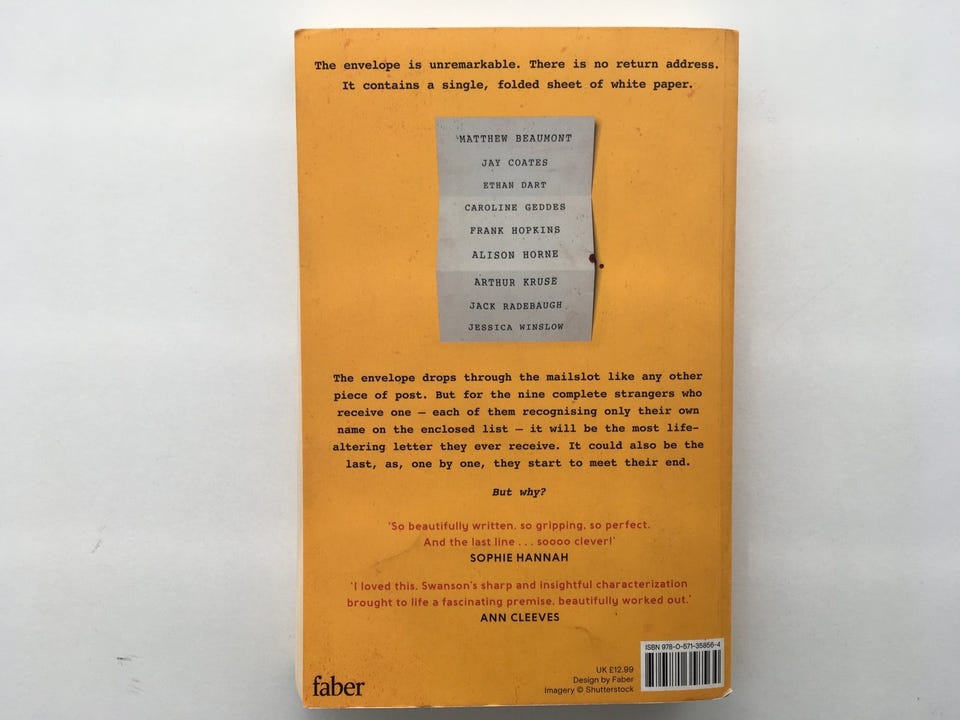 The envelope is unremarkable. There is no return address.
It contains a single, folded sheet of white paper.
MATTHEW BEAUMONT
JAY COATES
ETHAN DART
CAROLINE GEDDES
FRANK HOPKINS
ALISON HORNE
ARTHUR KRUSE
JACK RADEBAUGH
JESSICA WINSLOW
The envelope drops through the mailslot like any other
piece of post. But for the nine complete strangers who
receive one – each of them recognising only their own
name on the enclosed list – it will be the most life-
altering letter they ever receive. It could also be the
last, as, one by one, they start to meet their end.
But why?
'So beautifully written, so gripping, so perfect.
And the last line . . . soooo clever!'
SOPHIE HANNAH
'I loved this. Swanson's sharp and insightful characterization
brought to life a fascinating premise, beautifully worked out.'
ANN CLEEVES
ISBN 978-0-571-35856-4
UK £12.99
Design by Faber
Imagery © Shutterstock
faber